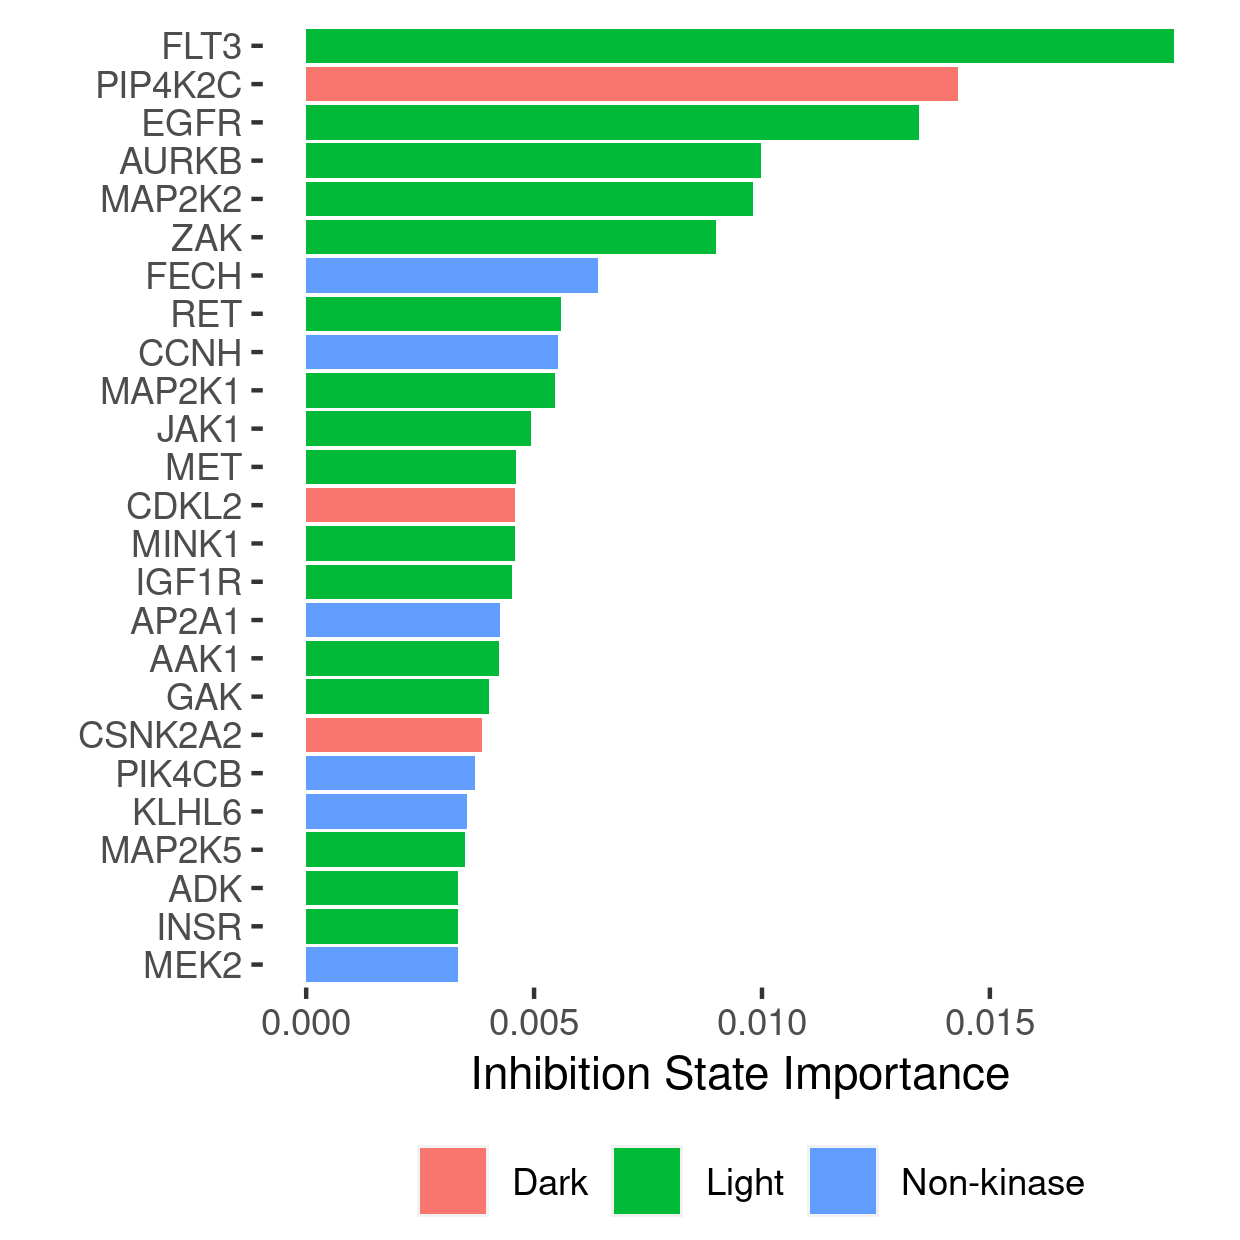 FLT3
PIP4K2C
EGFR
AURKB
MAP2K2
ZAK
FECH
RET
CCNH
MAP2K1
JAK1
MET
CDKL2
MINK1
IGF1R
AP2A1
AAK1
GAK
CSNK2A2
PIK4CB
KLHL6
MAP2K5
ADK
INSR
MEK2
0.000 0.005 0.010 0.015
Inhibition State Importance
Dark Light Non-kinase